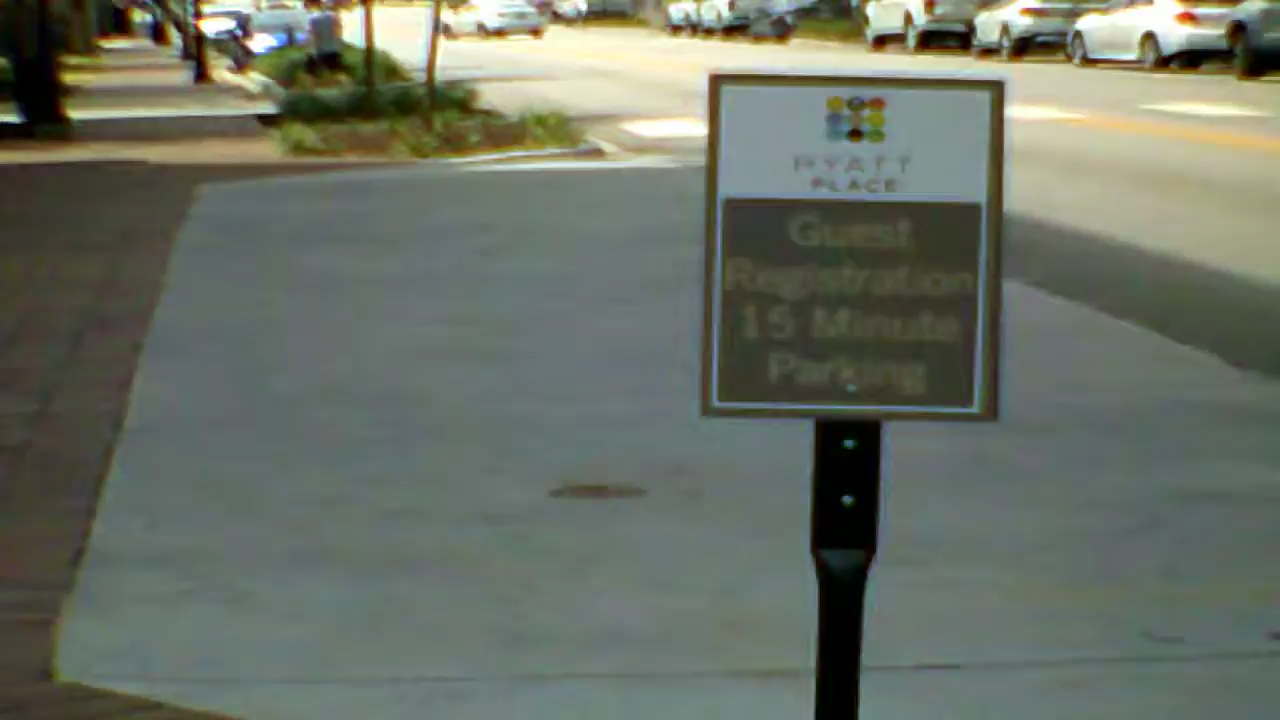 HYATT
PLACE
Guest
Registration
15 Minute
Parking